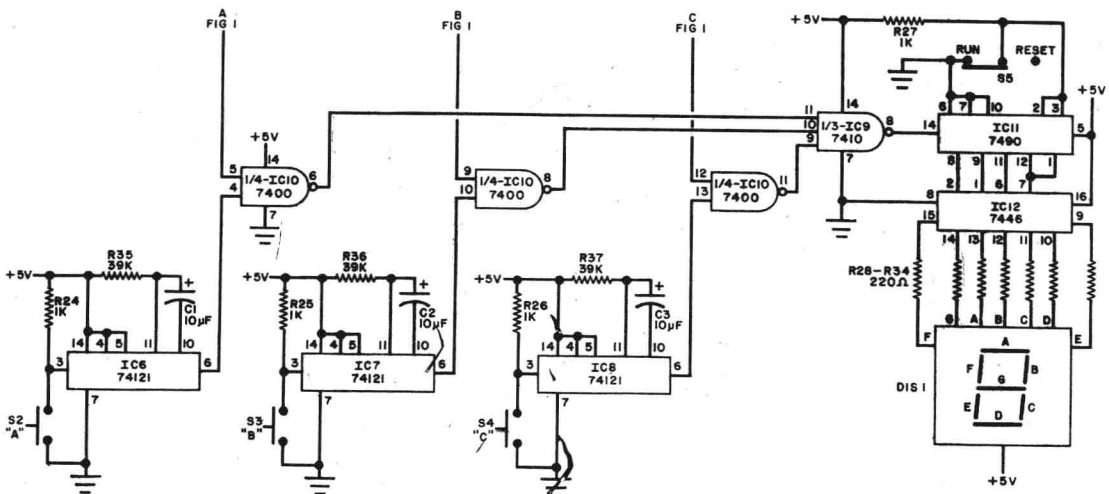 A
FIG 1
B
FIG 1
C
FIG 1
+5V
R27
1K
RUN
RESET
S5
+5V
14
11
10
9
1/3-IC9
7410
8
7
6
7
10
2
3
14
IC11
7490
5
8
9
11
12
1
2
1
6
7
16
8
IC12
7446
15
9
14
13
12
11
10
R28-R34
220Ω
F
G
A
B
C
D
E
DIS 1
A
F
B
G
E
C
D
+5V
+5V
14
5
4
1/4-IC10
7400
6
7
9
10
1/4-IC10
7400
8
12
13
1/4-IC10
7400
11
+5V
R35
39K
R24
1K
+
C1
10µF
14
4
5
11
10
3
IC6
74121
6
7
S2
"A"
+5V
R36
39K
R25
1K
+
C2
10µF
14
4
5
11
10
3
IC7
74121
6
7
S3
"B"
+5V
R37
39K
R26
1K
+
C3
10µF
14
4
5
11
10
3
IC8
74121
6
7
S4
"C"